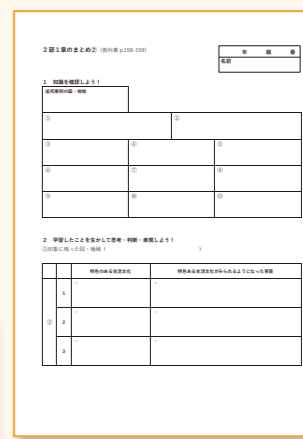 2部1章のまとめ② (教科書 p.158-159)
年 組 番
名前
1 知識を確認しよう!
追究事例の国・地域
① ②
③ ④ ⑤
⑥ ⑦ ⑧
⑨ ⑩ ⑪
2 学習したことを生かして思考・判断・表現しよう!
①印象に残った国・地域 ( )
特色のある生活文化 特色ある生活文化がみられるようになった背景
1
② 2
3